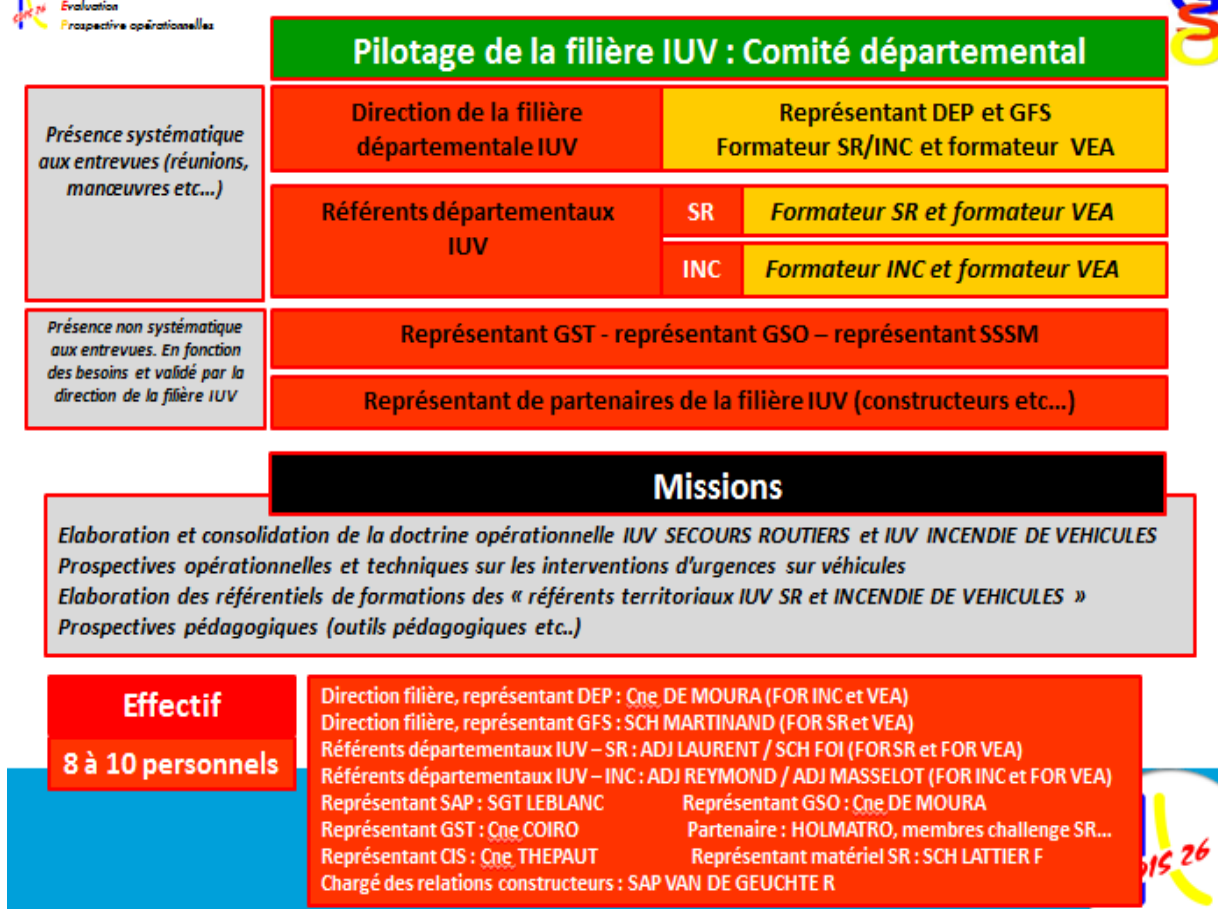 Evaluation
Prospective opérationnelles
SDIS 26
Pilotage de la filière IUV : Comité départemental
Présence systématique
aux entrevues (réunions,
manœuvres etc...)
Direction de la filière
départementale IUV
Représentant DEP et GFS
Formateur SR/INC et formateur VEA
Référents départementaux
IUV
SR
Formateur SR et formateur VEA
INC
Formateur INC et formateur VEA
Présence non systématique
aux entrevues. En fonction
des besoins et validé par la
direction de la filière IUV
Représentant GST - représentant GSO – représentant SSSM
Représentant de partenaires de la filière IUV (constructeurs etc...)
Missions
Elaboration et consolidation de la doctrine opérationnelle IUV SECOURS ROUTIERS et IUV INCENDIE DE VEHICULES
Prospectives opérationnelles et techniques sur les interventions d'urgences sur véhicules
Elaboration des référentiels de formations des « référents territoriaux IUV SR et INCENDIE DE VEHICULES »
Prospectives pédagogiques (outils pédagogiques etc..)
Effectif
8 à 10 personnels
Direction filière, représentant DEP : Cne DE MOURA (FOR INC et VEA)
Direction filière, représentant GFS : SCH MARTINAND (FOR SR et VEA)
Référents départementaux IUV – SR : ADJ LAURENT / SCH FOI (FOR SR et FOR VEA)
Référents départementaux IUV – INC : ADJ REYMOND / ADJ MASSELOT (FOR INC et FOR VEA)
Représentant SAP : SGT LEBLANC Représentant GSO : Cne DE MOURA
Représentant GST : Cne COIRO Partenaire : HOLMATRO, membres challenge SR...
Représentant CIS : Cne THEPAUT Représentant matériel SR : SCH LATTIER F
Chargé des relations constructeurs : SAP VAN DE GEUCHTE R
26